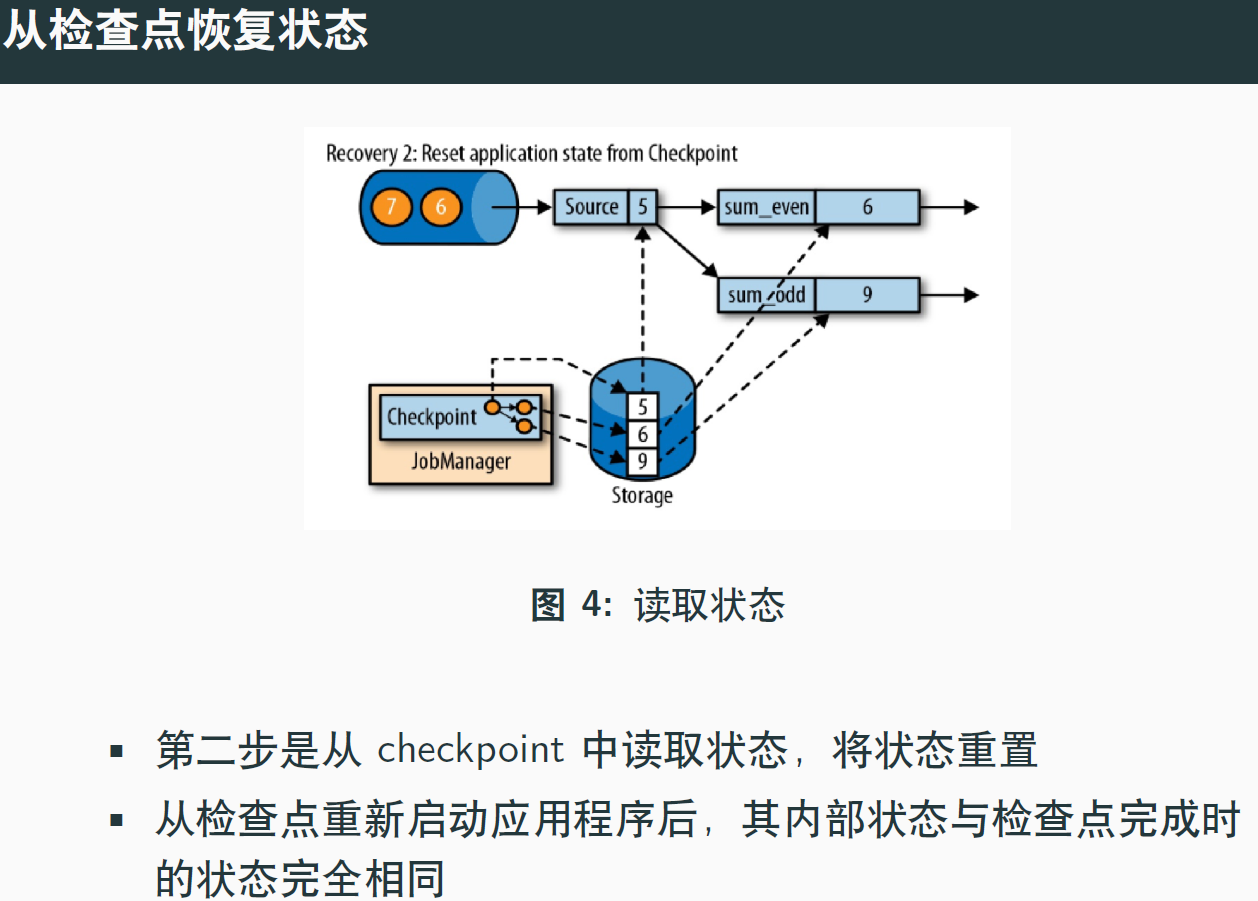 从检查点恢复状态
Recovery 2: Reset application state from Checkpoint
7 6 Source 5 sum_even 6
sum_odd 9
Checkpoint
JobManager
5
6
9
Storage
图 4: 读取状态
▪ 第二步是从 checkpoint 中读取状态，将状态重置
▪ 从检查点重新启动应用程序后，其内部状态与检查点完成时
的状态完全相同